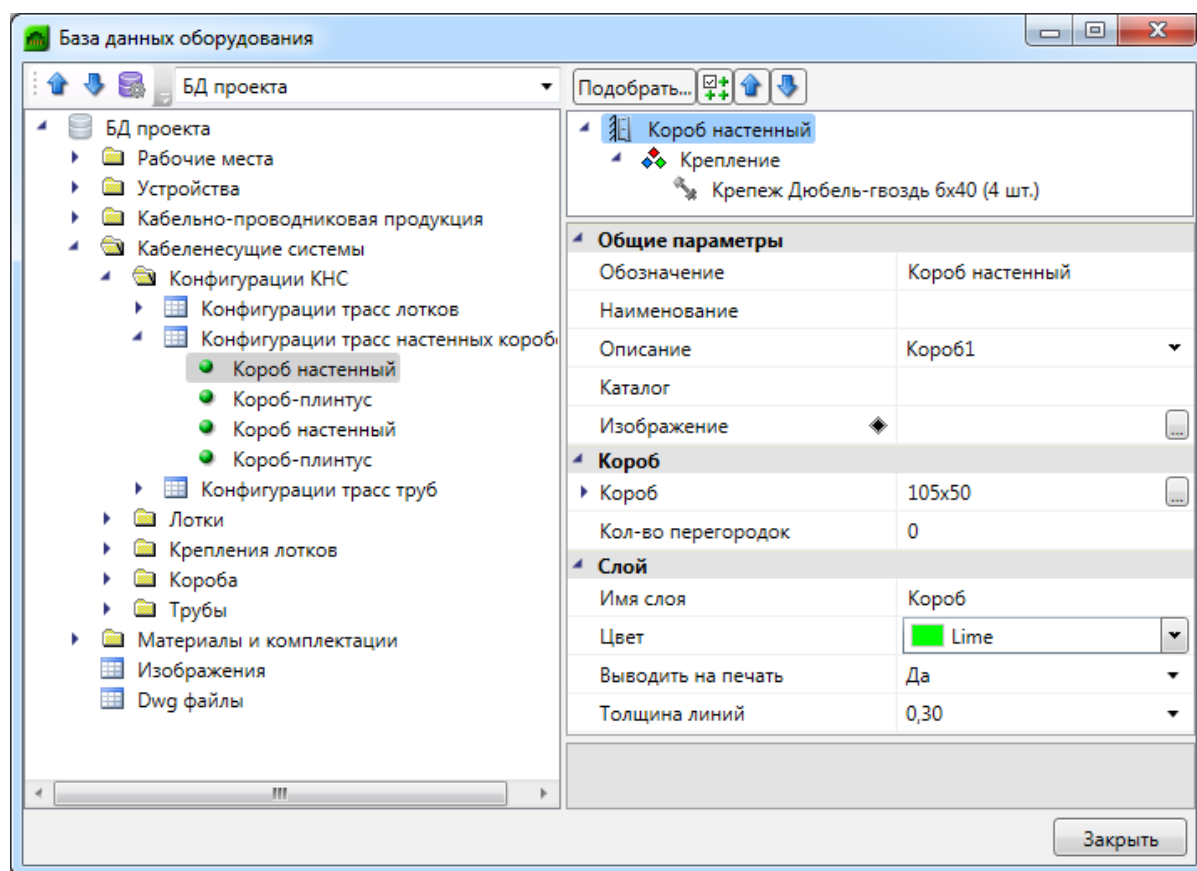 База данных оборудования
БД проекта
БД проекта
Рабочие места
Устройства
Кабельно-проводниковая продукция
Кабеленесущие системы
Конфигурации КНС
Конфигурации трасс лотков
Конфигурации трасс настенных коробо
Короб настенный
Короб-плинтус
Короб настенный
Короб-плинтус
Конфигурации трасс труб
Лотки
Крепления лотков
Короба
Трубы
Материалы и комплектации
Изображения
Dwg файлы
Подобрать...
Короб настенный
Крепление
Крепеж Дюбель-гвоздь 6х40 (4 шт.)
Общие параметры
Обозначение Короб настенный
Наименование
Описание Короб1
Каталог
Изображение ...
Короб
Короб 105х50 ...
Кол-во перегородок 0
Слой
Имя слоя Короб
Цвет Lime
Выводить на печать Да
Толщина линий 0,30
Закрыть